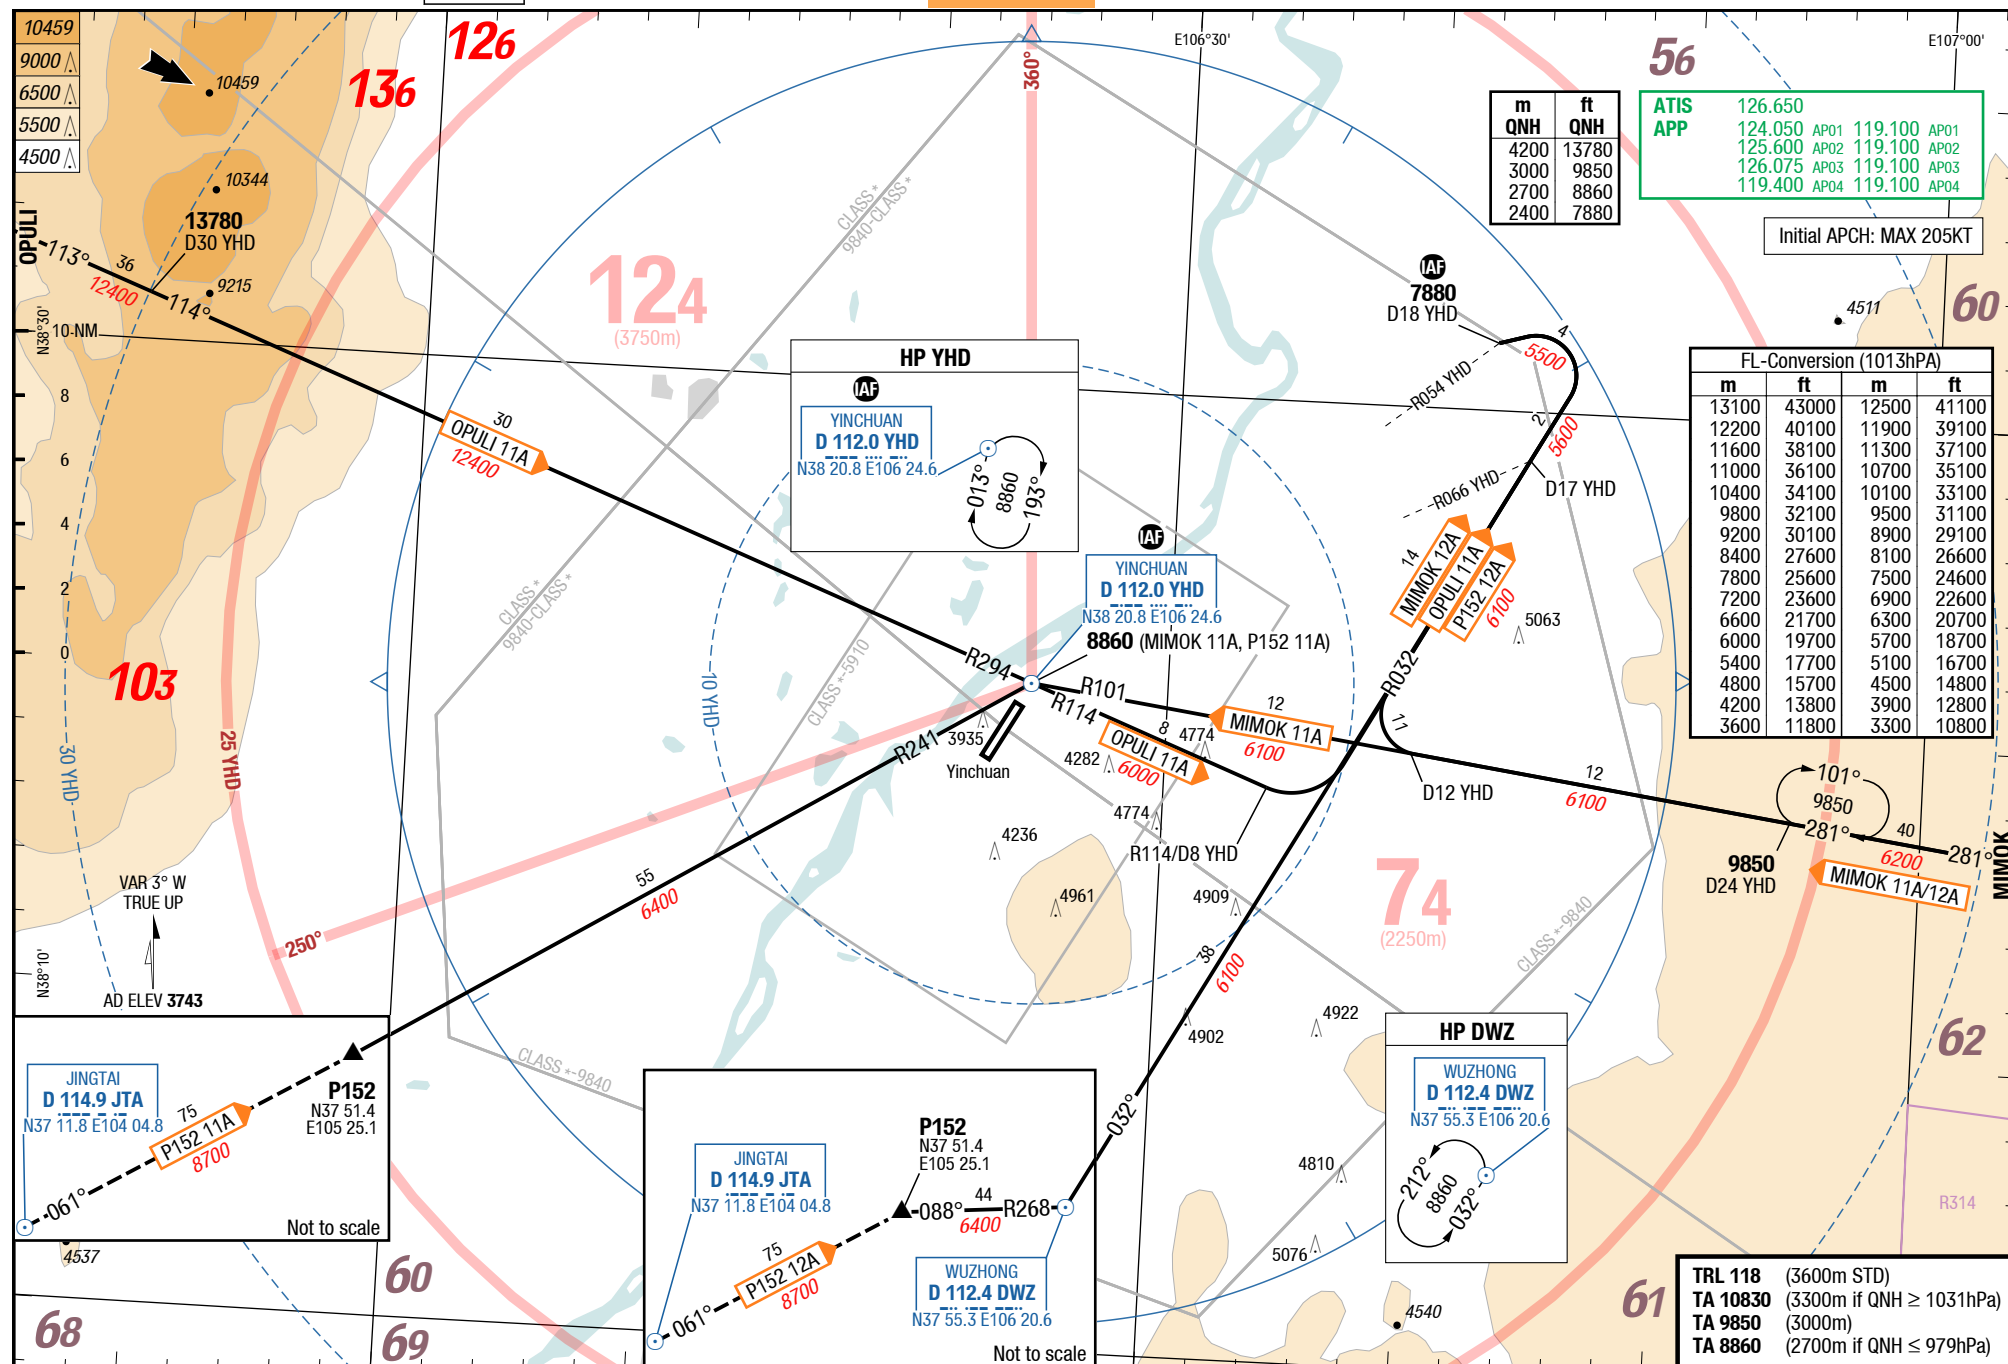 10459
9000
6500
5500
4500
126
136
10459
10344
13780
D30 YHD
9215
OPULI
113°
36
12400
114°
N38°30'
10 NM
8
6
4
2
0
103
30 YHD
25 YHD
VAR 3° W
TRUE UP
N38°10'
AD ELEV 3743
250°
360°
E106°30'
E107°00'
56
m ft
QNH QNH
4200 13780
3000 9850
2700 8860
2400 7880
ATIS 126.650
APP 124.050 AP01 119.100 AP01
125.600 AP02 119.100 AP02
126.075 AP03 119.100 AP03
119.400 AP04 119.100 AP04
Initial APCH: MAX 205KT
CLASS *
9840-CLASS *
124
(3750m)
IAF
7880
D18 YHD
4
5500
R054 YHD
2
5600
R066 YHD
D17 YHD
4511
60
FL-Conversion (1013hPA)
m ft m ft
13100 43000 12500 41100
12200 40100 11900 39100
11600 38100 11300 37100
11000 36100 10700 35100
10400 34100 10100 33100
9800 32100 9500 31100
9200 30100 8900 29100
8400 27600 8100 26600
7800 25600 7500 24600
7200 23600 6900 22600
6600 21700 6300 20700
6000 19700 5700 18700
5400 17700 5100 16700
4800 15700 4500 14800
4200 13800 3900 12800
3600 11800 3300 10800
HP YHD
IAF
YINCHUAN
D 112.0 YHD
N38 20.8 E106 24.6
013°
8860
193°
30
OPULI 11A
12400
CLASS *
9840-CLASS *
IAF
YINCHUAN
D 112.0 YHD
N38 20.8 E106 24.6
8860 (MIMOK 11A, P152 11A)
14
MIMOK 12A
OPULI 11A
P152 12A
6100
5063
10 YHD
CLASS *-5910
R294
R101
R114
R241
R032
12
MIMOK 11A
6100
8
4774
OPULI 11A
6000
4282
3935
Yinchuan
11
D12 YHD
12
6100
101°
9850
281°
40
6200
281°
MIMOK
9850
D24 YHD
MIMOK 11A/12A
4774
4236
R114/D8 YHD
74
(2250m)
4961
4909
55
6400
CLASS *-9840
38
6100
4902
4922
62
CLASS *-9840
JINGTAI
D 114.9 JTA
N37 11.8 E104 04.8
P152
N37 51.4
E105 25.1
75
P152 11A
8700
061°
Not to scale
4537
60
68
69
P152
N37 51.4
E105 25.1
JINGTAI
D 114.9 JTA
N37 11.8 E104 04.8
088°
44
R268
6400
032°
75
P152 12A
8700
061°
WUZHONG
D 112.4 DWZ
N37 55.3 E106 20.6
Not to scale
HP DWZ
WUZHONG
D 112.4 DWZ
N37 55.3 E106 20.6
212°
8860
032°
4810
5076
4540
R314
61
TRL 118 (3600m STD)
TA 10830 (3300m if QNH ≥ 1031hPa)
TA 9850 (3000m)
TA 8860 (2700m if QNH ≤ 979hPa)